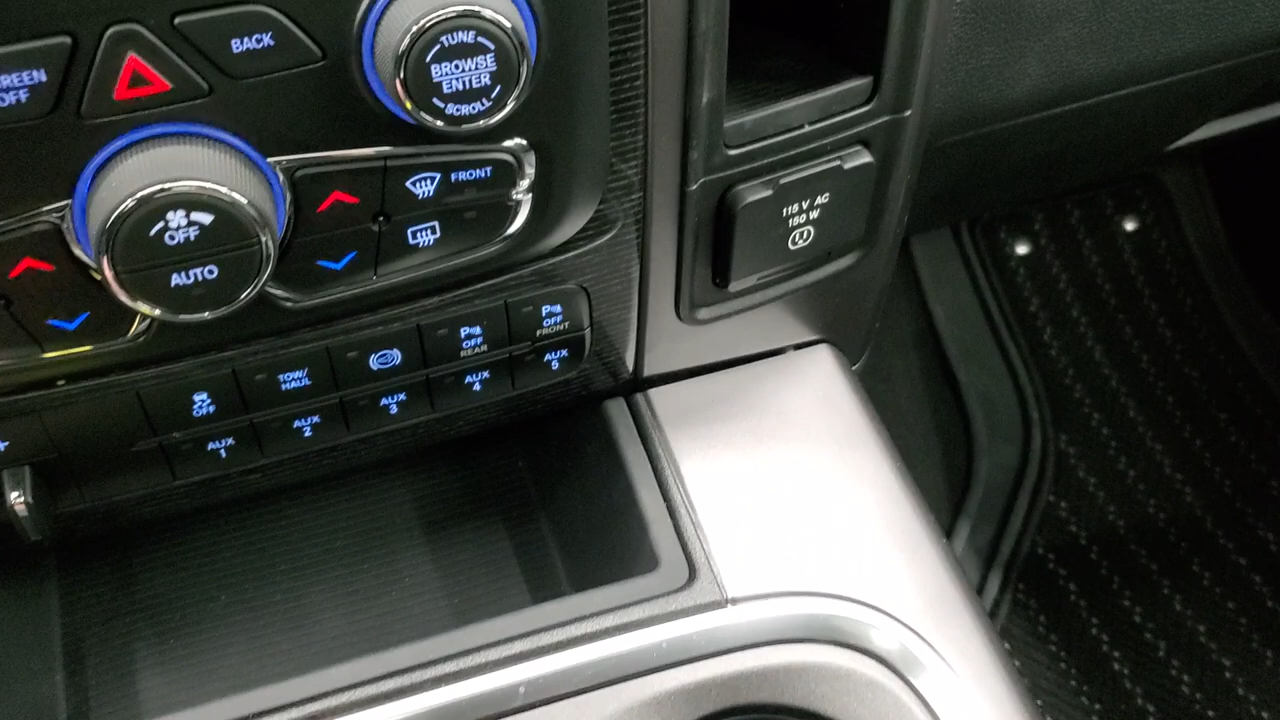 REEN
OFF
BACK
TUNE
BROWSE
ENTER
SCROLL
OFF
AUTO
FRONT
115 V AC
150 W
OFF
TOW/
HAUL
P
OFF
REAR
P
OFF
FRONT
AUX
1
AUX
2
AUX
3
AUX
4
AUX
5